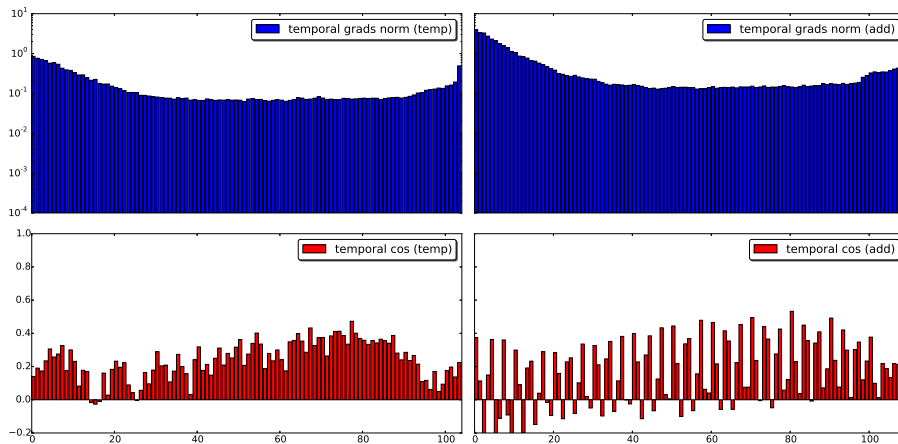 10^1
10^0
10^-1
10^-2
10^-3
10^-4
temporal grads norm (temp)
temporal grads norm (add)
1.0
0.8
0.6
0.4
0.2
0.0
−0.2
temporal cos (temp)
temporal cos (add)
0 20 40 60 80 100
0 20 40 60 80 100